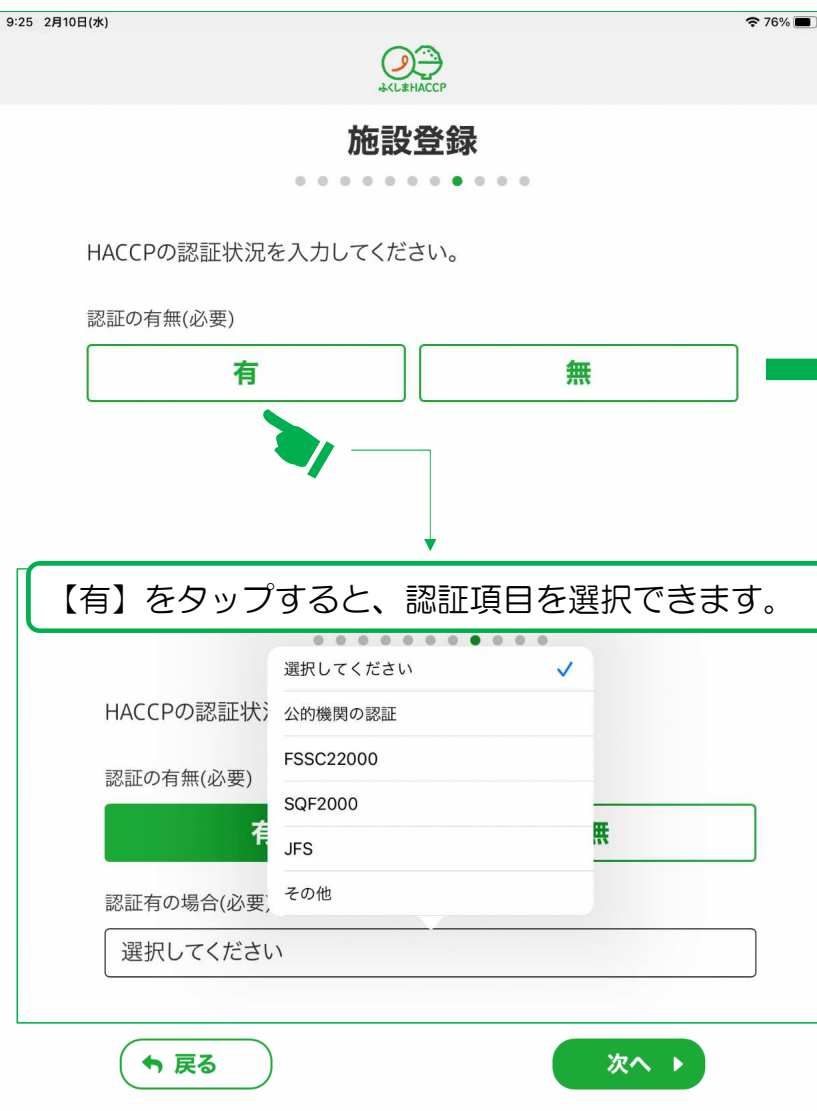 9:25 2月10日(水)
76%
ふくしまHACCP
施設登録
HACCPの認証状況を入力してください。
認証の有無(必要)
有
無
【有】をタップすると、認証項目を選択できます。
選択してください
HACCPの認証状
公的機関の認証
FSSC22000
認証の有無(必要)
SQF2000
有
無
JFS
その他
認証有の場合(必要)
選択してください
戻る
次へ